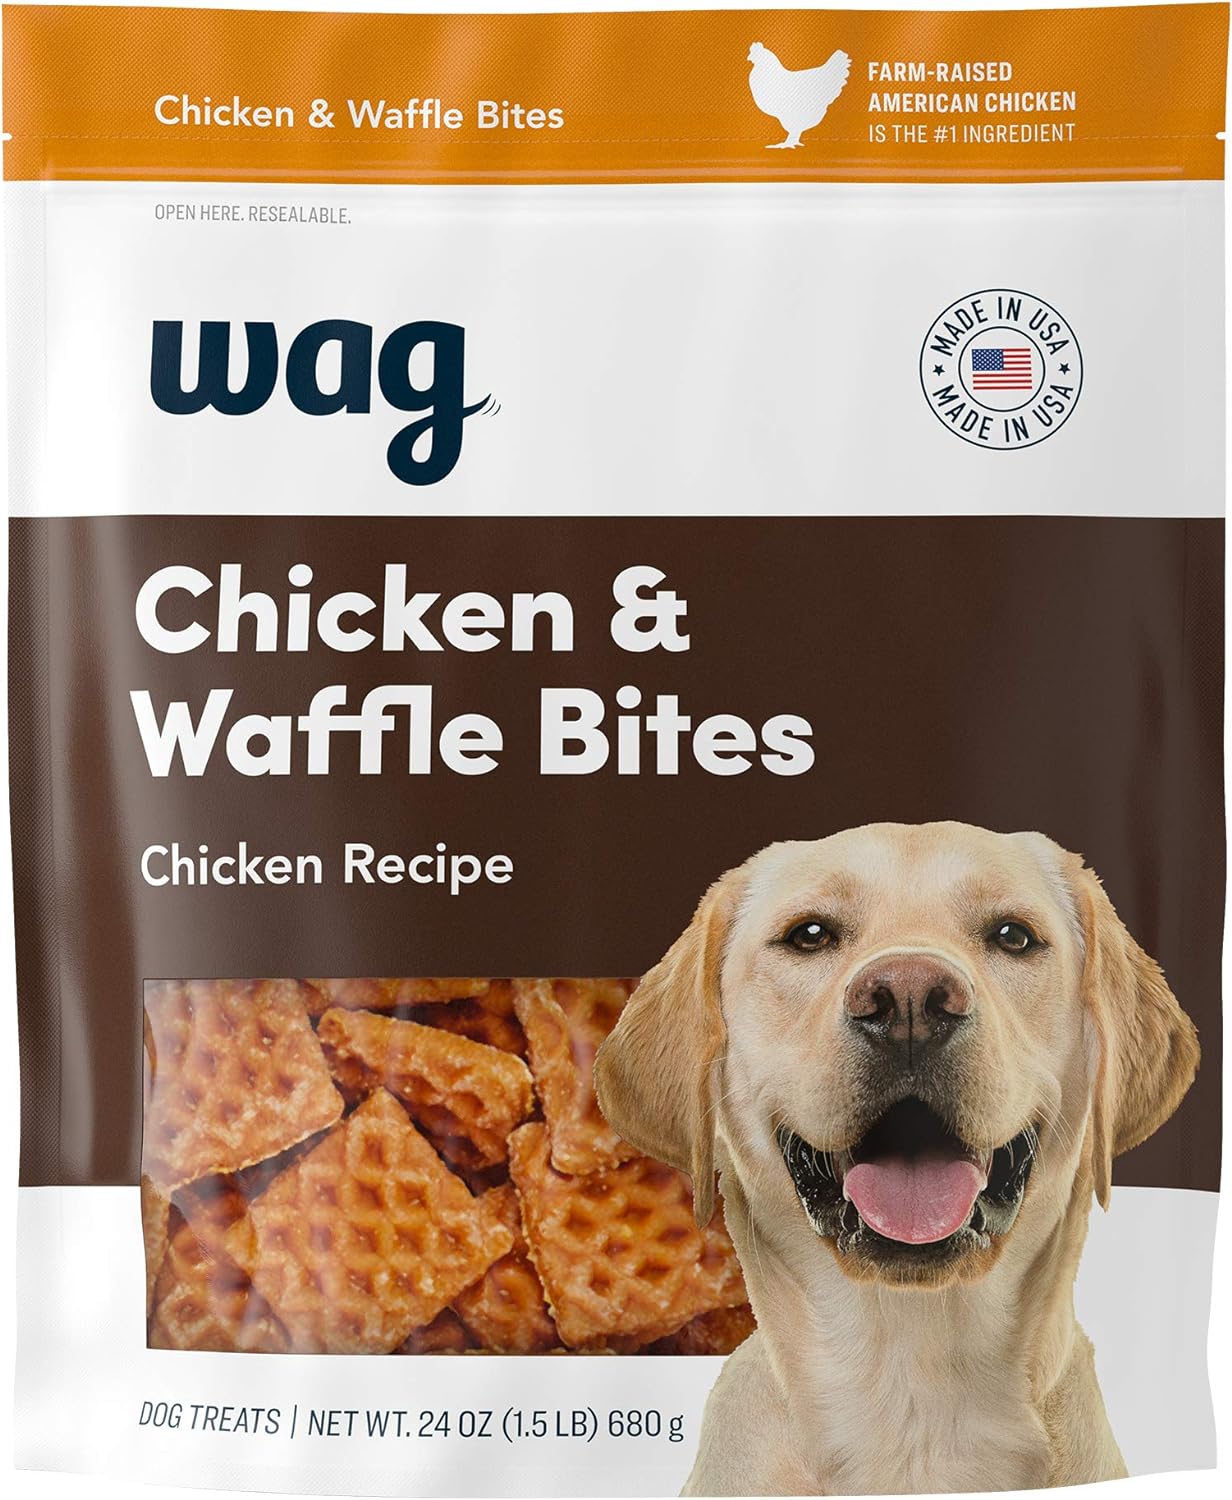 Chicken & Waffle Bites
FARM-RAISED
AMERICAN CHICKEN
IS THE #1 INGREDIENT
OPEN HERE. RESEALABLE.
wag
MADE IN USA
MADE IN USA
Chicken &
Waffle Bites
Chicken Recipe
DOG TREATS | NET WT. 24 OZ (1.5 LB) 680 g